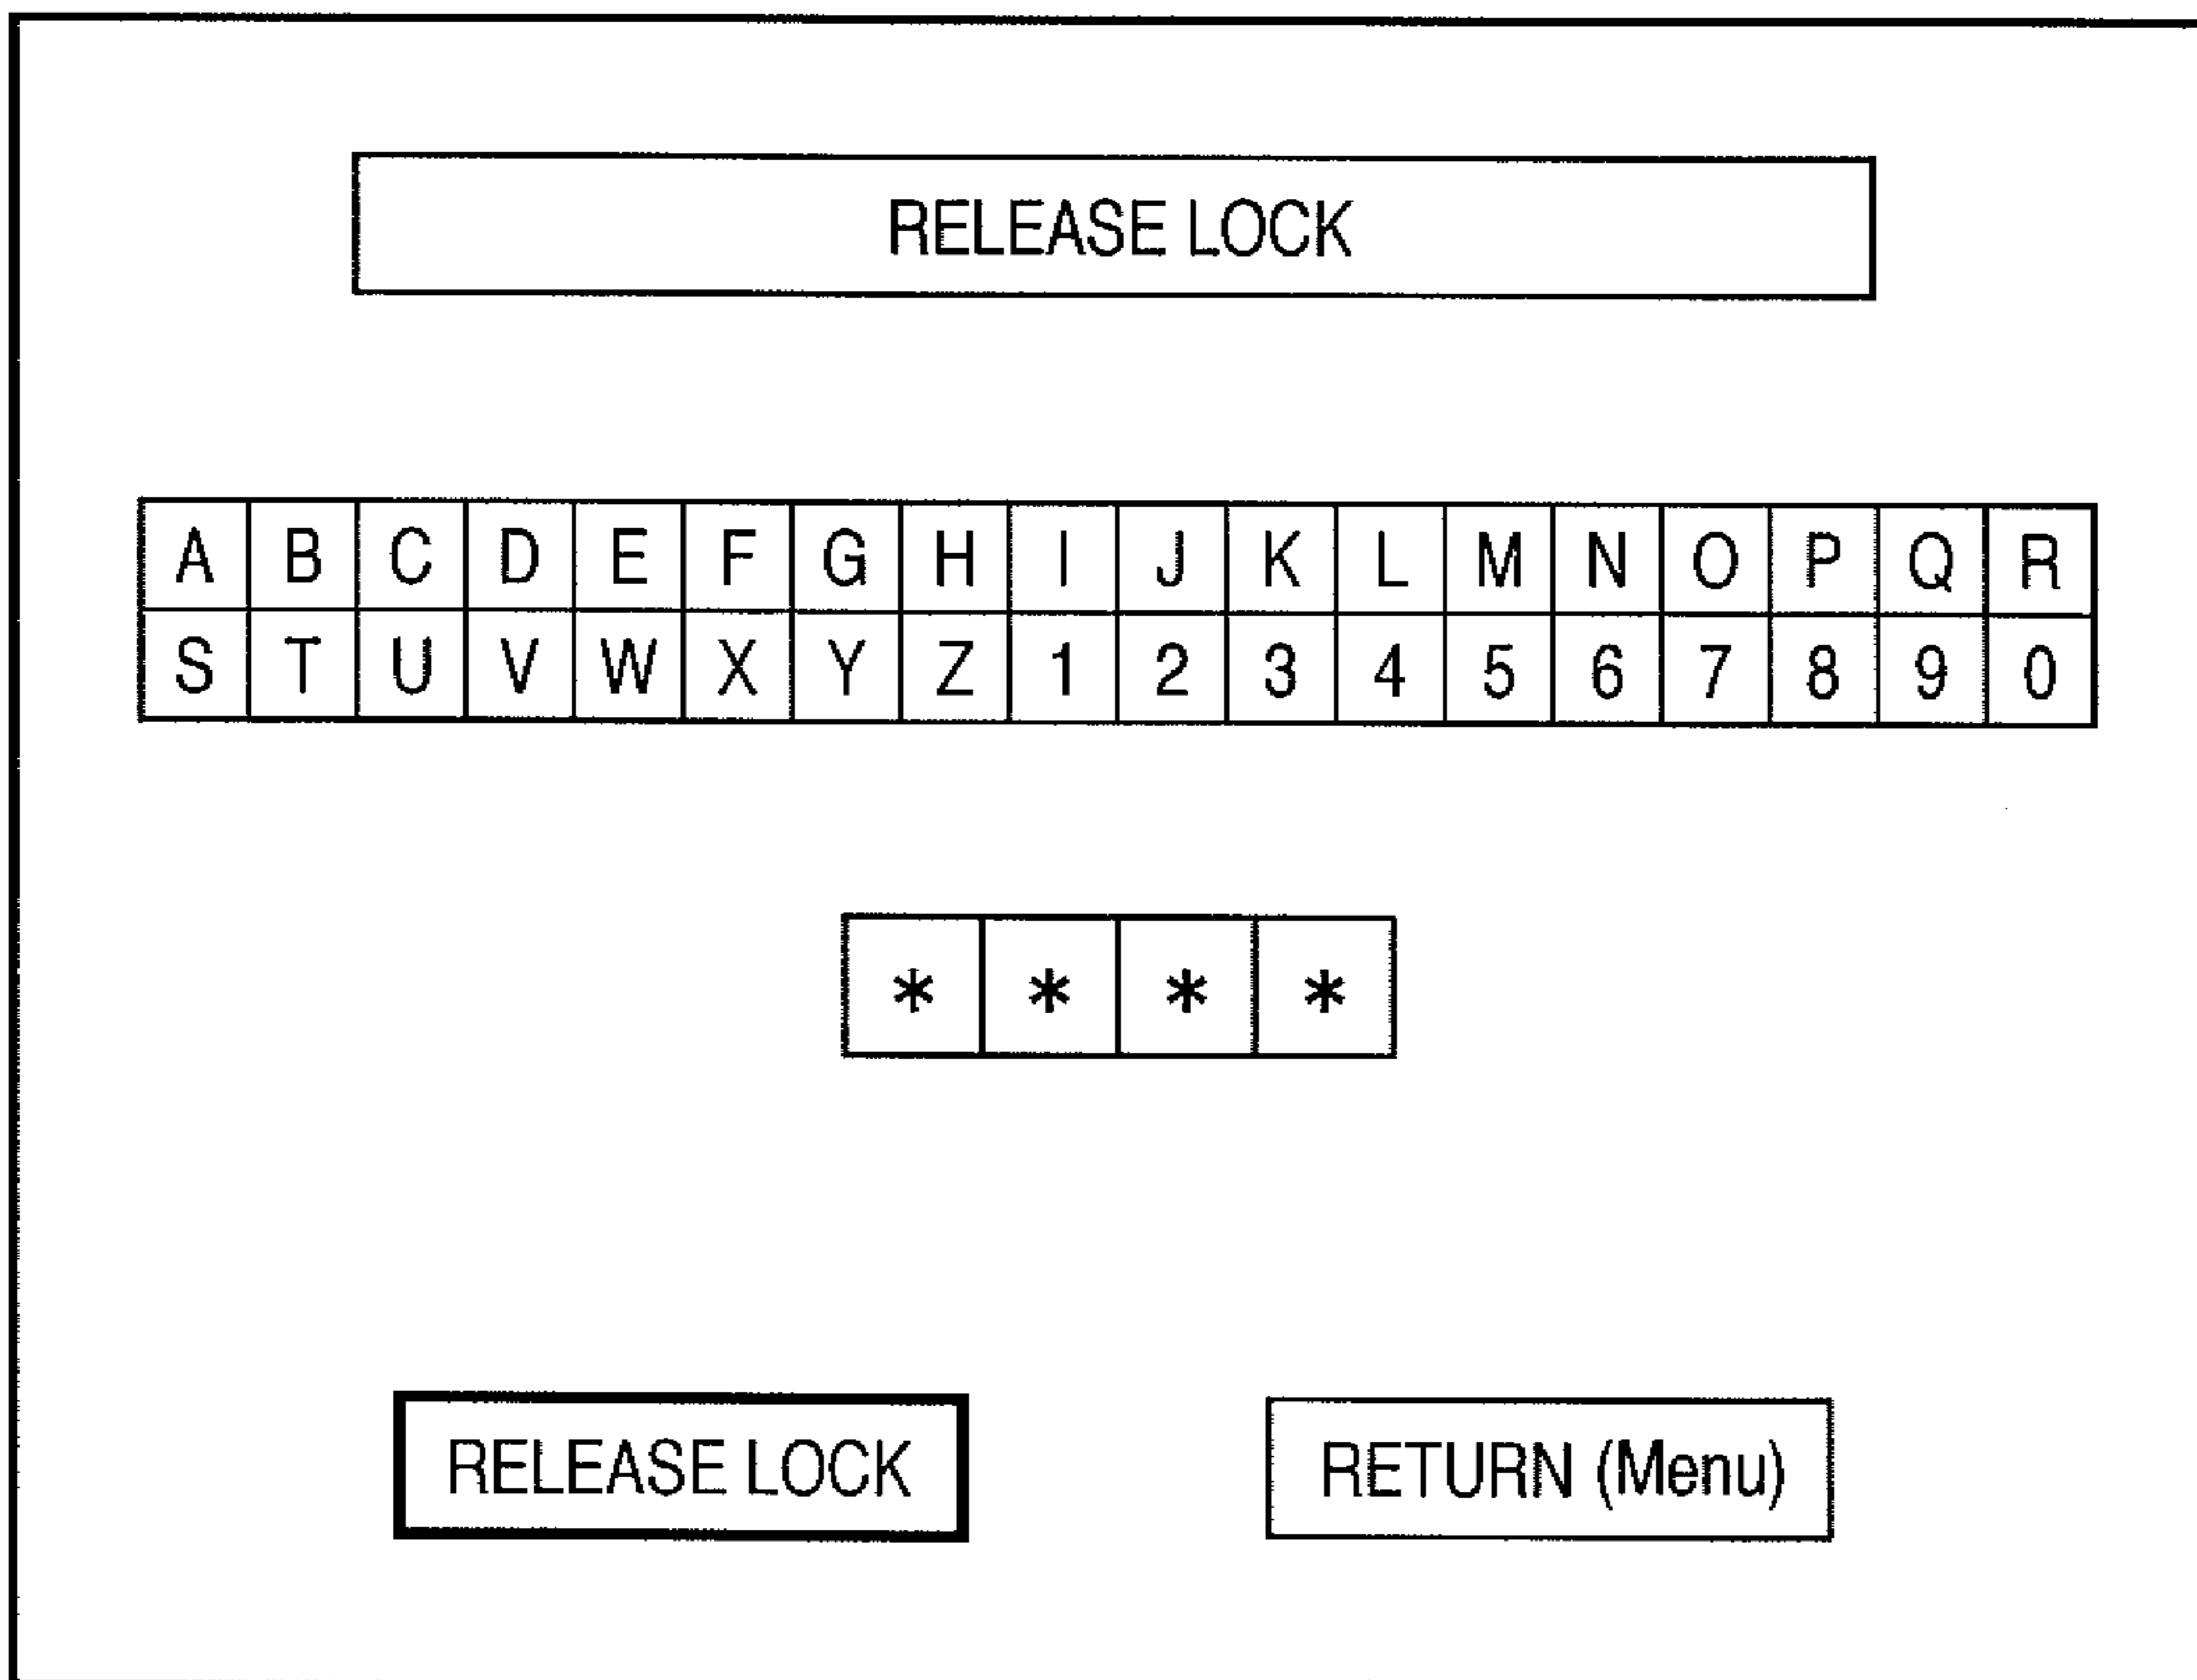 RELEASE LOCK
A B C D E F G H I J K L M N O P Q R
S T U V W X Y Z 1 2 3 4 5 6 7 8 9 0
* * * *
RELEASE LOCK RETURN (Menu)